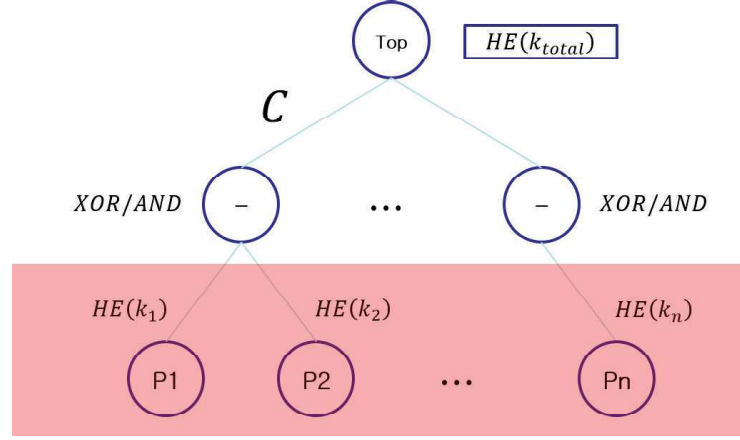 Top
HE(k_total)
C
XOR/AND
–
...
–
XOR/AND
HE(k_1)
HE(k_2)
HE(k_n)
P1
P2
...
Pn